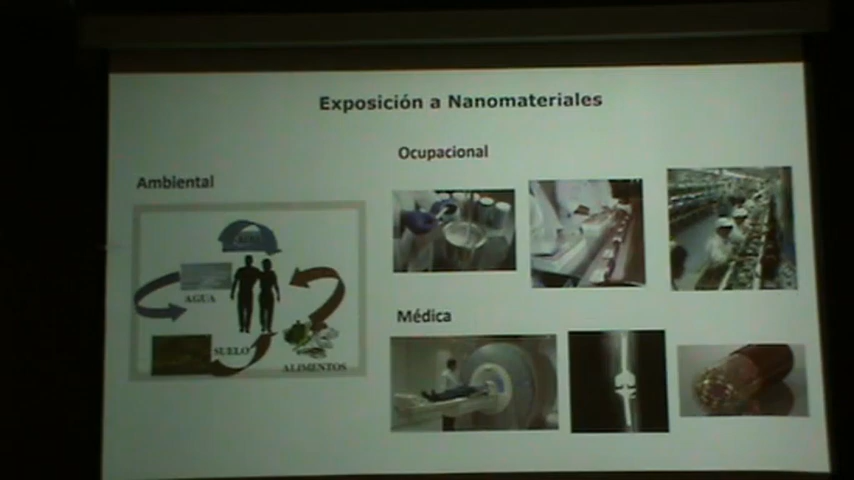 Exposición a Nanomateriales
Ocupacional
Ambiental
AGUA
SUELO
ALIMENTOS
Médica